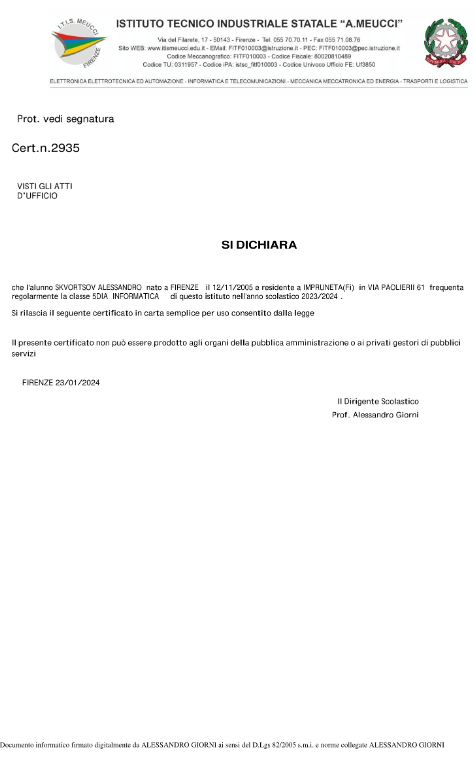 I.T.I.S. MEUCCI
FIRENZE
ISTITUTO TECNICO INDUSTRIALE STATALE “A.MEUCCI”
Via del Filarete, 17 - 50143 - Firenze - Tel. 055 70.70.11 - Fax 055 71.08.76
Sito WEB: www.itismeucci.edu.it - EMail: FITF010003@istruzione.it - PEC: FITF010003@pec.istruzione.it
Codice Meccanografico: FITF010003 - Codice Fiscale: 80020810489
Codice TU: 0311957 - Codice iPA: istsc_fitf010003 - Codice Univoco Ufficio FE: Uf3850
ELETTRONICA ELETTROTECNICA ED AUTOMAZIONE - INFORMATICA E TELECOMUNICAZIONI - MECCANICA MECCATRONICA ED ENERGIA - TRASPORTI E LOGISTICA
Prot. vedi segnatura
Cert.n.2935
VISTI GLI ATTI
D'UFFICIO
SI DICHIARA
che l'alunno SKVORTSOV ALESSANDRO nato a FIRENZE il 12/11/2005 e residente a IMPRUNETA(Fi) in VIA PAOLIERII 61 frequenta
regolarmente la classe 5DIA INFORMATICA di questo istituto nell'anno scolastico 2023/2024 .
Si rilascia il seguente certificato in carta semplice per uso consentito dalla legge
Il presente certificato non può essere prodotto agli organi della pubblica amministrazione o ai privati gestori di pubblici
servizi
FIRENZE 23/01/2024
Il Dirigente Scolastico
Prof. Alessandro Giorni
Documento informatico firmato digitalmente da ALESSANDRO GIORNI ai sensi del D.Lgs 82/2005 s.m.i. e norme collegate ALESSANDRO GIORNI